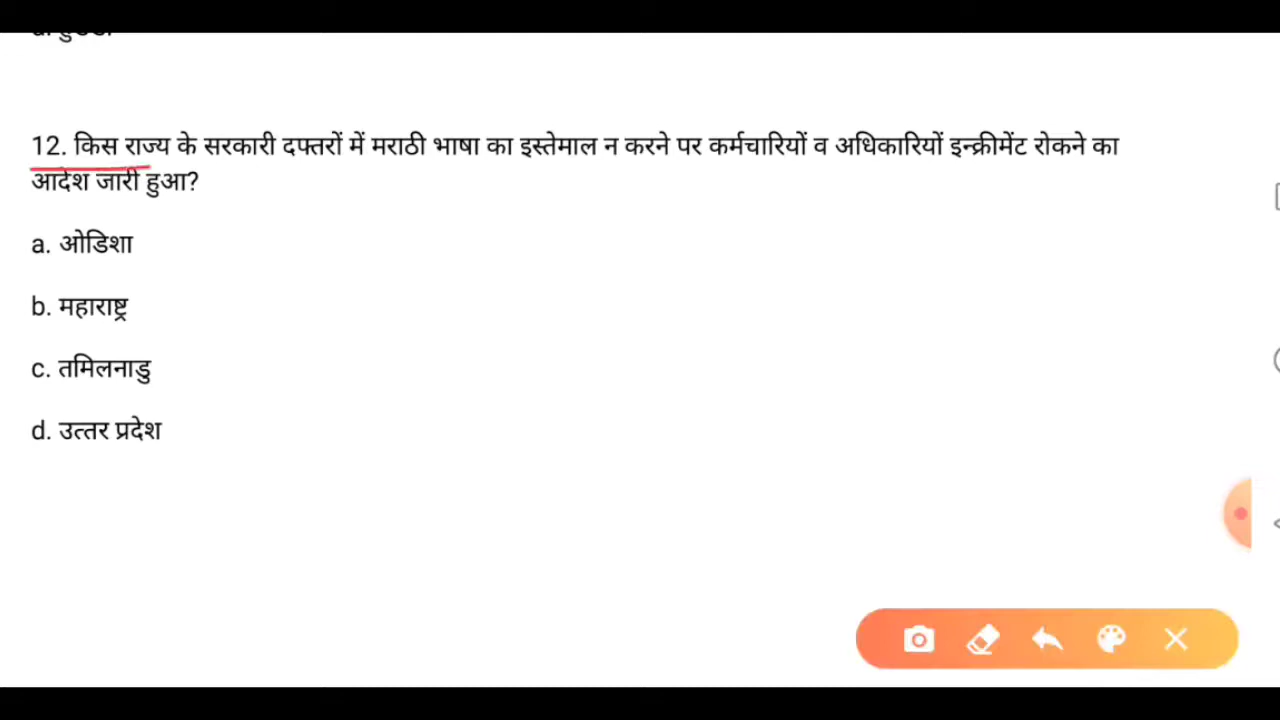 12. किस राज्य के सरकारी दफ्तरों में मराठी भाषा का इस्तेमाल न करने पर कर्मचारियों व अधिकारियों इन्क्रीमेंट रोकने का
आदेश जारी हुआ?
a. ओडिशा
b. महाराष्ट्र
c. तमिलनाडु
d. उत्तर प्रदेश